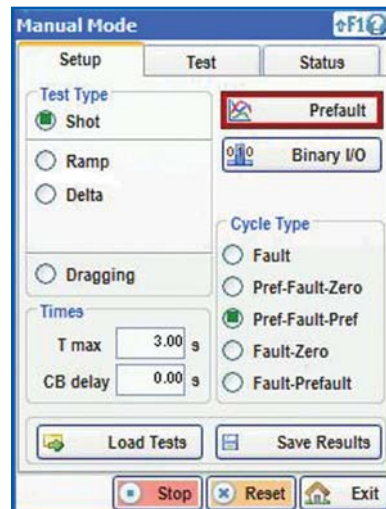 Manual Mode
F1
Setup
Test
Status
Test Type
Shot
Ramp
Delta
Dragging
Times
T max 3.00 s
CB delay 0.00 s
Prefault
010 Binary I/O
Cycle Type
Fault
Pref-Fault-Zero
Pref-Fault-Pref
Fault-Zero
Fault-Prefault
Load Tests
Save Results
Stop
Reset
Exit